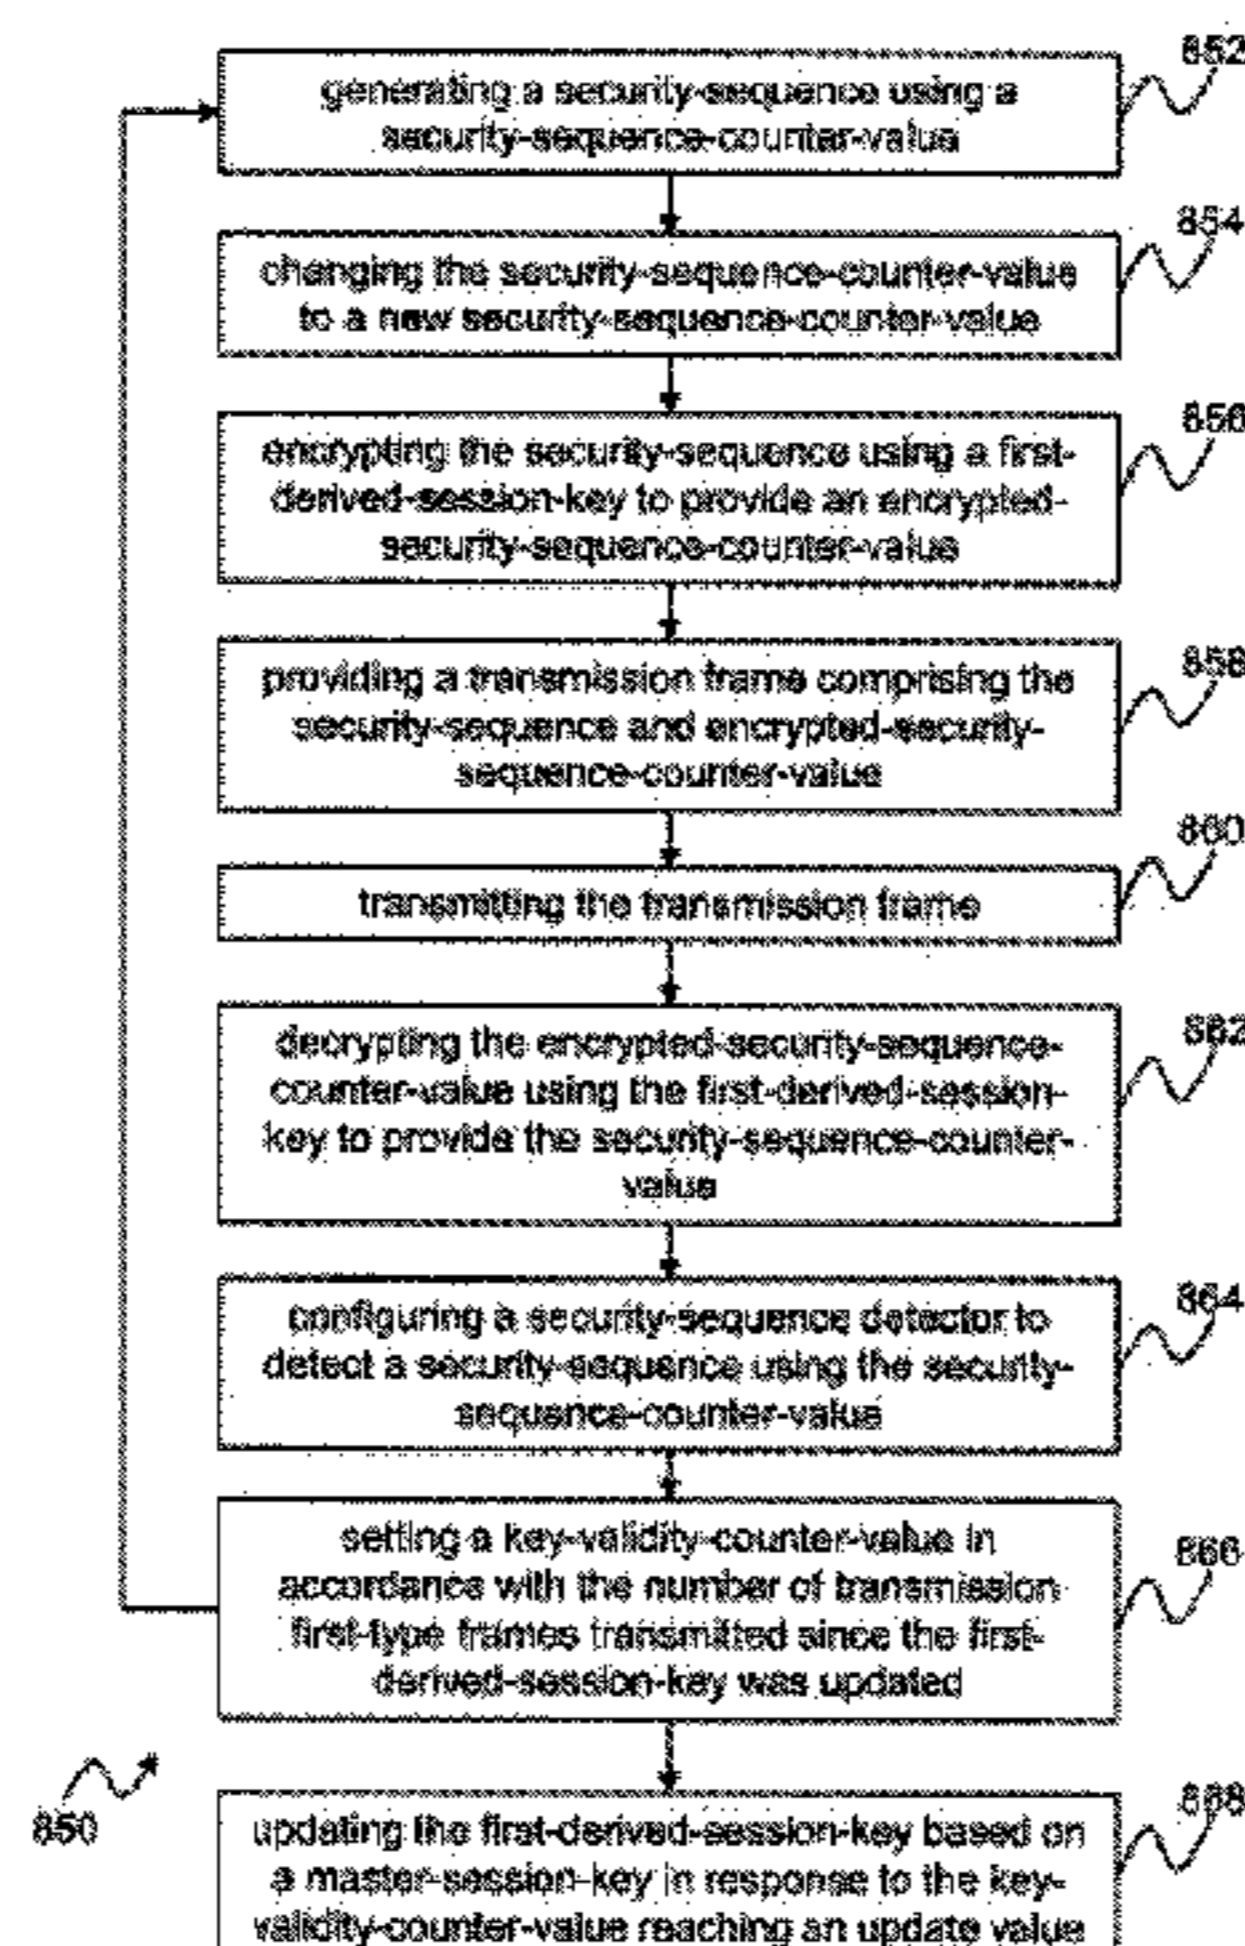 852
generating a security-sequence using a
security-sequence-counter-value
854
changing the security-sequence-counter-value
to a new security-sequence-counter-value
856
encrypting the security-sequence using a first-
derived-session-key to provide an encrypted-
security-sequence-counter-value
858
providing a transmission frame comprising the
security-sequence and encrypted-security-
sequence-counter-value
860
transmitting the transmission frame
862
decrypting the encrypted-security-sequence-
counter-value using the first-derived-session-
key to provide the security-sequence-counter-
value
864
configuring a security-sequence detector to
detect a security-sequence using the security-
sequence-counter-value
866
setting a key-validity-counter-value in
accordance with the number of transmission
first-type frames transmitted since the first-
derived-session-key was updated
850
868
updating the first-derived-session-key based on
a master-session-key in response to the key-
validity-counter-value reaching an update value